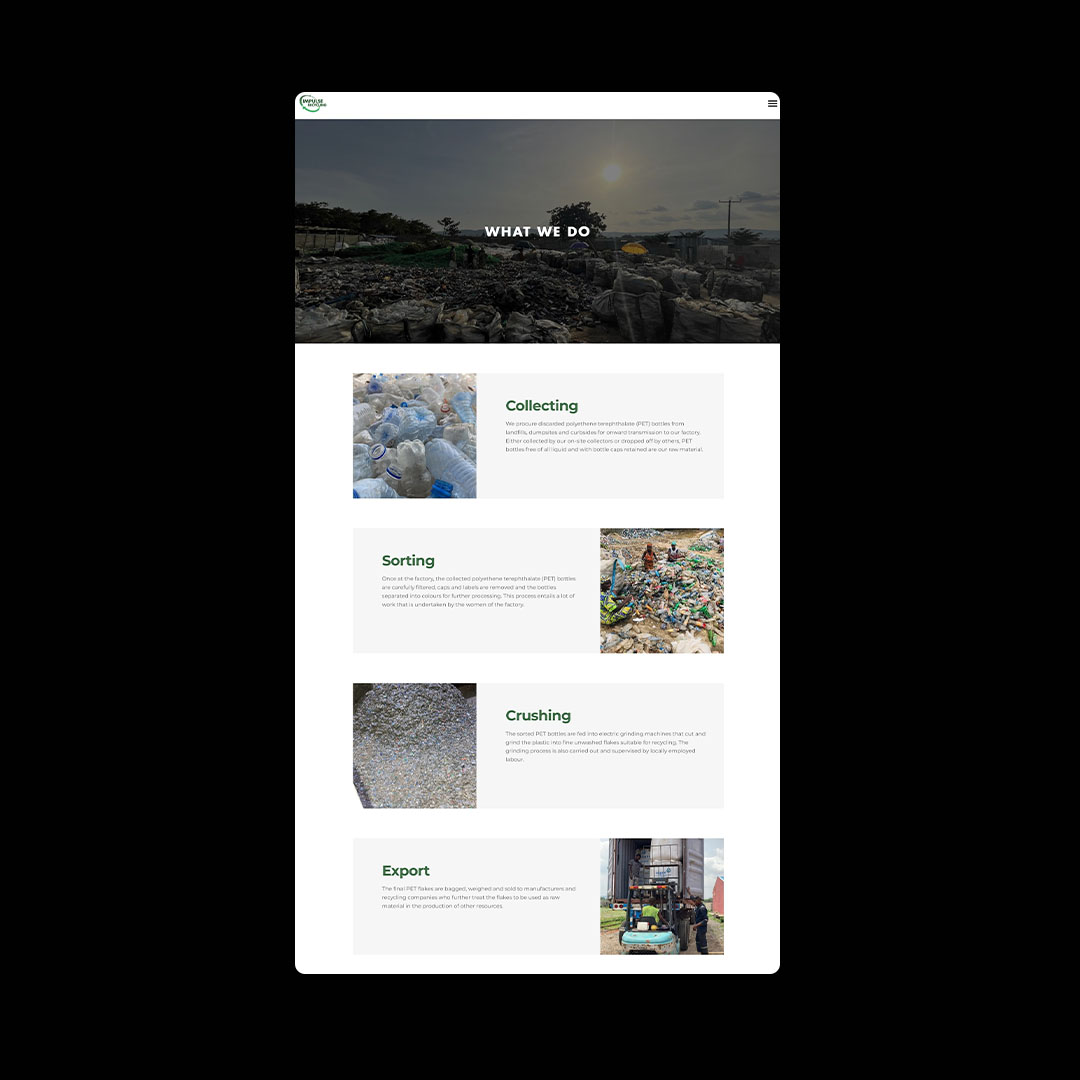 IMPULSE
RECYCLING
WHAT WE DO
Collecting
We procure discarded polyethene terephthalate (PET) bottles from
landfills, dumpsites and curbsides for onward transmission to our factory.
Either collected by our on-site collectors or dropped off by others, PET
bottles free of all liquid and with bottle caps retained are our raw material.
Sorting
Once at the factory, the collected polyethene terephthalate (PET) bottles
are carefully filtered, caps and labels are removed and the bottles
separated into colours for further processing. This process entails a lot of
work that is undertaken by the women of the factory.
Crushing
The sorted PET bottles are fed into electric grinding machines that cut and
grind the plastic into fine unwashed flakes suitable for recycling. The
grinding process is also carried out and supervised by locally employed
labour.
Export
The final PET flakes are bagged, weighed and sold to manufacturers and
recycling companies who further treat the flakes to be used as raw
material in the production of other resources.